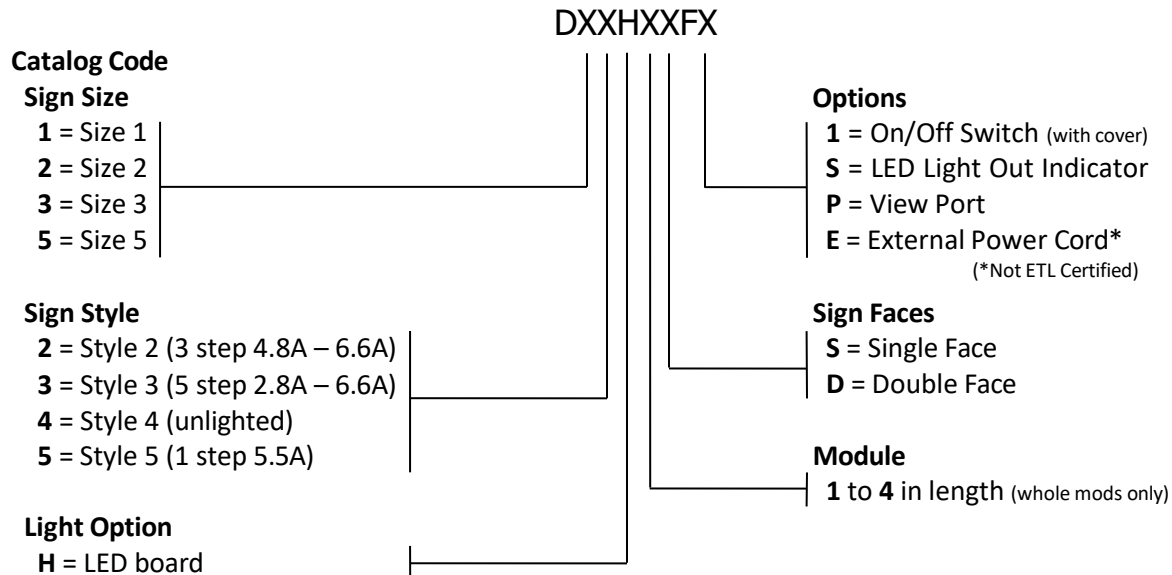 DXXHXXFX
Catalog Code
Sign Size
1 = Size 1
2 = Size 2
3 = Size 3
5 = Size 5
Sign Style
2 = Style 2 (3 step 4.8A – 6.6A)
3 = Style 3 (5 step 2.8A – 6.6A)
4 = Style 4 (unlighted)
5 = Style 5 (1 step 5.5A)
Light Option
H = LED board
Options
1 = On/Off Switch (with cover)
S = LED Light Out Indicator
P = View Port
E = External Power Cord*
(*Not ETL Certified)
Sign Faces
S = Single Face
D = Double Face
Module
1 to 4 in length (whole mods only)